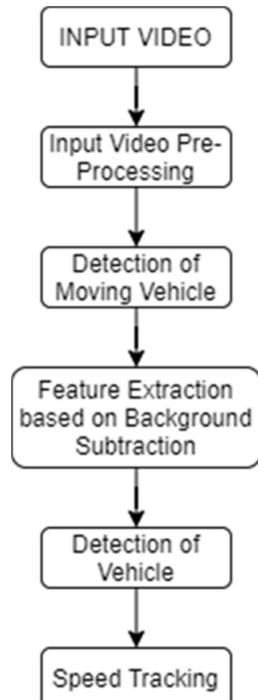 INPUT VIDEO
Input Video Pre-
Processing
Detection of
Moving Vehicle
Feature Extraction
based on Background
Subtraction
Detection of
Vehicle
Speed Tracking